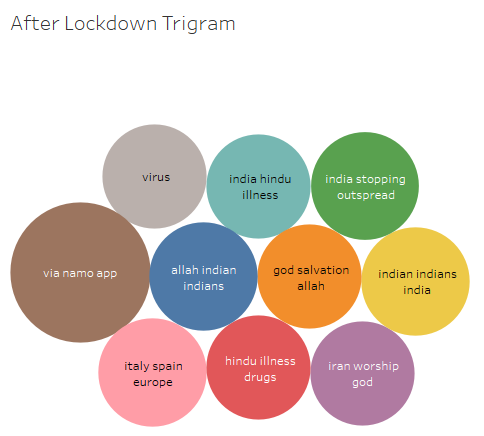 After Lockdown Trigram
virus
india hindu
illness
india stopping
outspread
via namo app
allah indian
indians
god salvation
allah
indian indians
india
italy spain
europe
hindu illness
drugs
iran worship
god